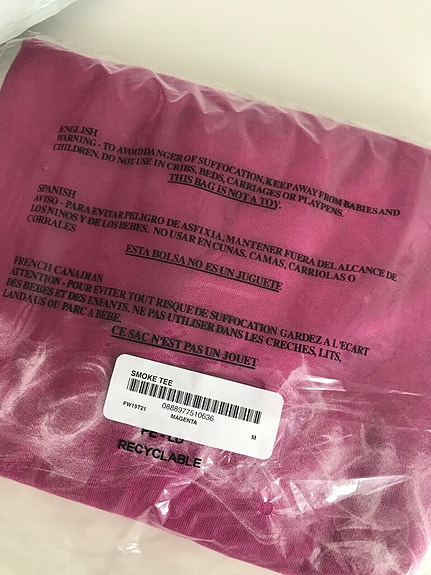 ENGLISH
WARNING - TO AVOID DANGER OF SUFFOCATION, KEEP AWAY FROM BABIES AND
CHILDREN. DO NOT USE IN CRIBS, BEDS, CARRIAGES OR PLAYPENS.
THIS BAG IS NOT A TOY.
SPANISH
AVISO - PARA EVITAR PELIGRO DE ASFIXIA, MANTENER FUERA DEL ALCANCE DE
LOS NINOS Y DE LOS BEBES. NO USAR EN CUNAS, CAMAS, CARRIOLAS O
CORRALES
ESTA BOLSA NO ES UN JUGUETE
FRENCH CANADIAN
ATTENTION - POUR EVITER TOUT RISQUE DE SUFFOCATION. GARDEZ A L'ECART
DES BEBES ET DES ENFANTS. NE PAS UTILISER DANS LES CRECHES, LITS,
LANDAUS OU PARC A BEBE.
CE SAC N'EST PAS UN JOUET
SMOKE TEE
0888977510636
FW19T21 MAGENTA M
PE - LD
RECYCLABLE